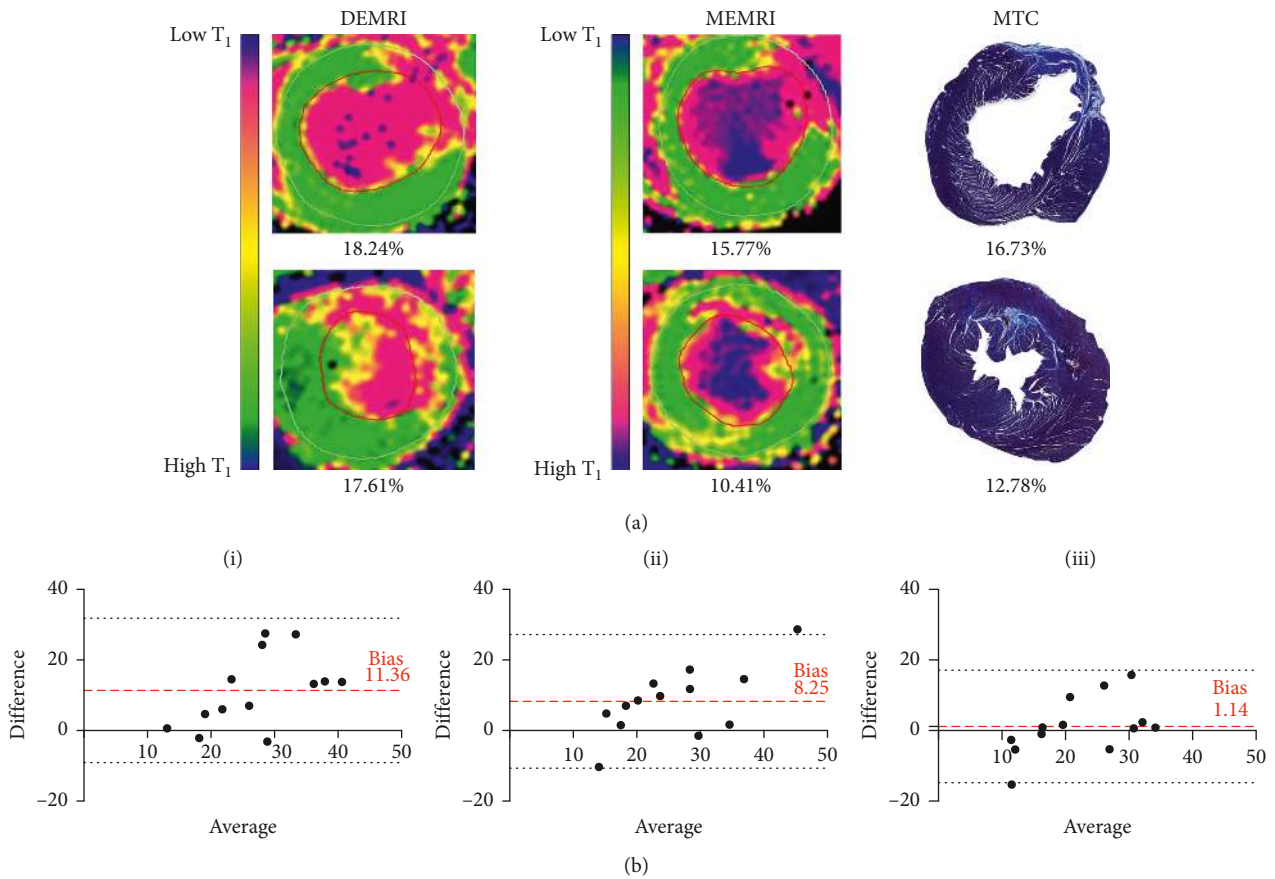 DEMRI
MEMRI
MTC
Low T1
Low T1
18.24%
15.77%
16.73%
High T1
High T1
17.61%
10.41%
12.78%
(a)
(i)
(ii)
(iii)
40
20
0
−20
10 20 30 40 50
Difference
Average
Bias
11.36
40
20
0
−20
10 20 30 40 50
Difference
Average
Bias
8.25
40
20
0
−20
10 20 30 40 50
Difference
Average
Bias
1.14
(b)